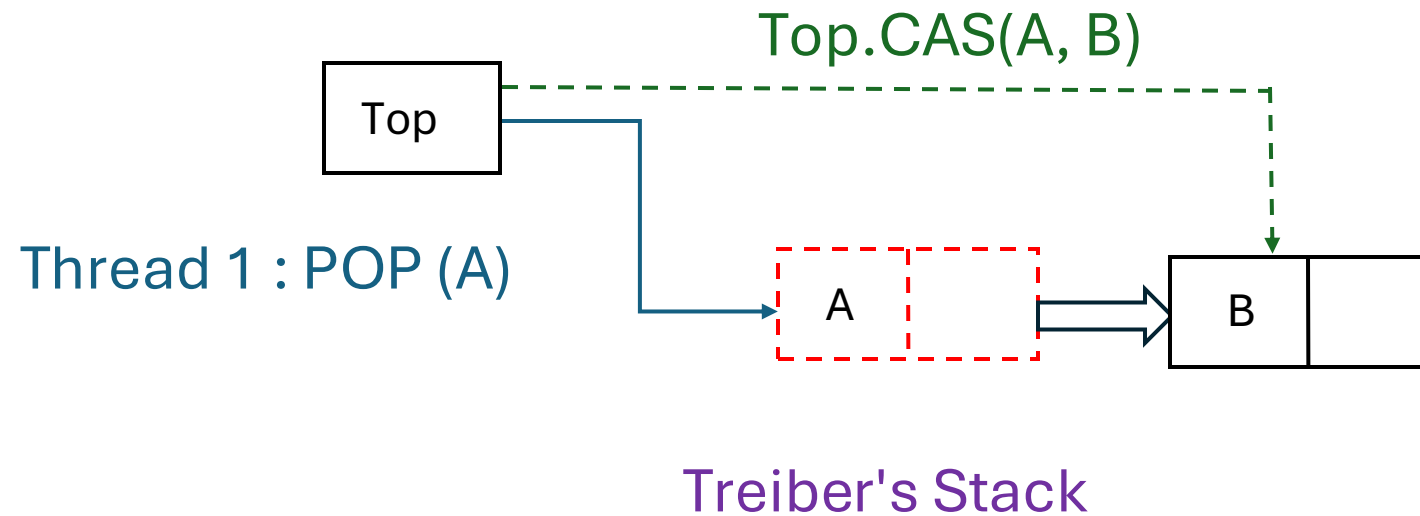 Top.CAS(A, B)
Top
Thread 1 : POP (A)
A
B
Treiber's Stack